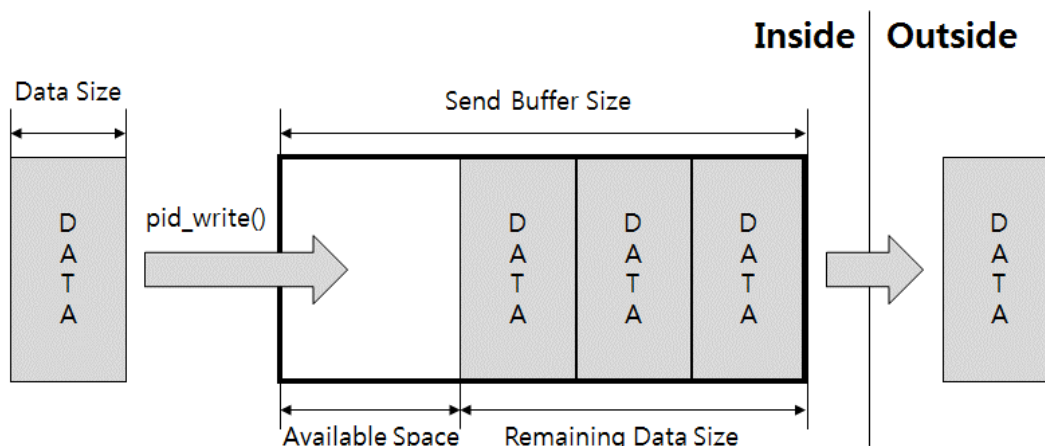 Inside Outside
Data Size
Send Buffer Size
pid_write()
D
A
T
A
D
A
T
A
D
A
T
A
D
A
T
A
D
A
T
A
Available Space
Remaining Data Size